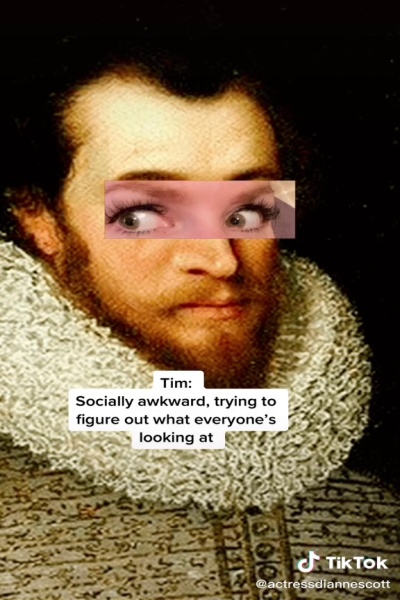 Tim:
Socially awkward, trying to
figure out what everyone's
looking at
TikTok
@actressdiannescott